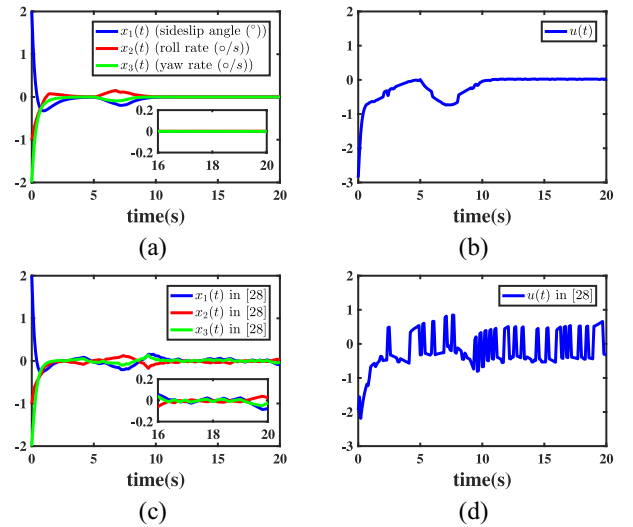 2
1
0
-1
-2
x₁(t) (sideslip angle (°))
x₂(t) (roll rate (○/s))
x₃(t) (yaw rate (○/s))
0.2
0
-0.2
16 18 20
0 5 10 15 20
time(s)
(a)
2
1
0
-1
-2
-3
u(t)
0 5 10 15 20
time(s)
(b)
2
1
0
-1
-2
x₁(t) in [28]
x₂(t) in [28]
x₃(t) in [28]
0.2
0
-0.2
16 18 20
0 5 10 15 20
time(s)
(c)
2
1
0
-1
-2
-3
u(t) in [28]
0 5 10 15 20
time(s)
(d)